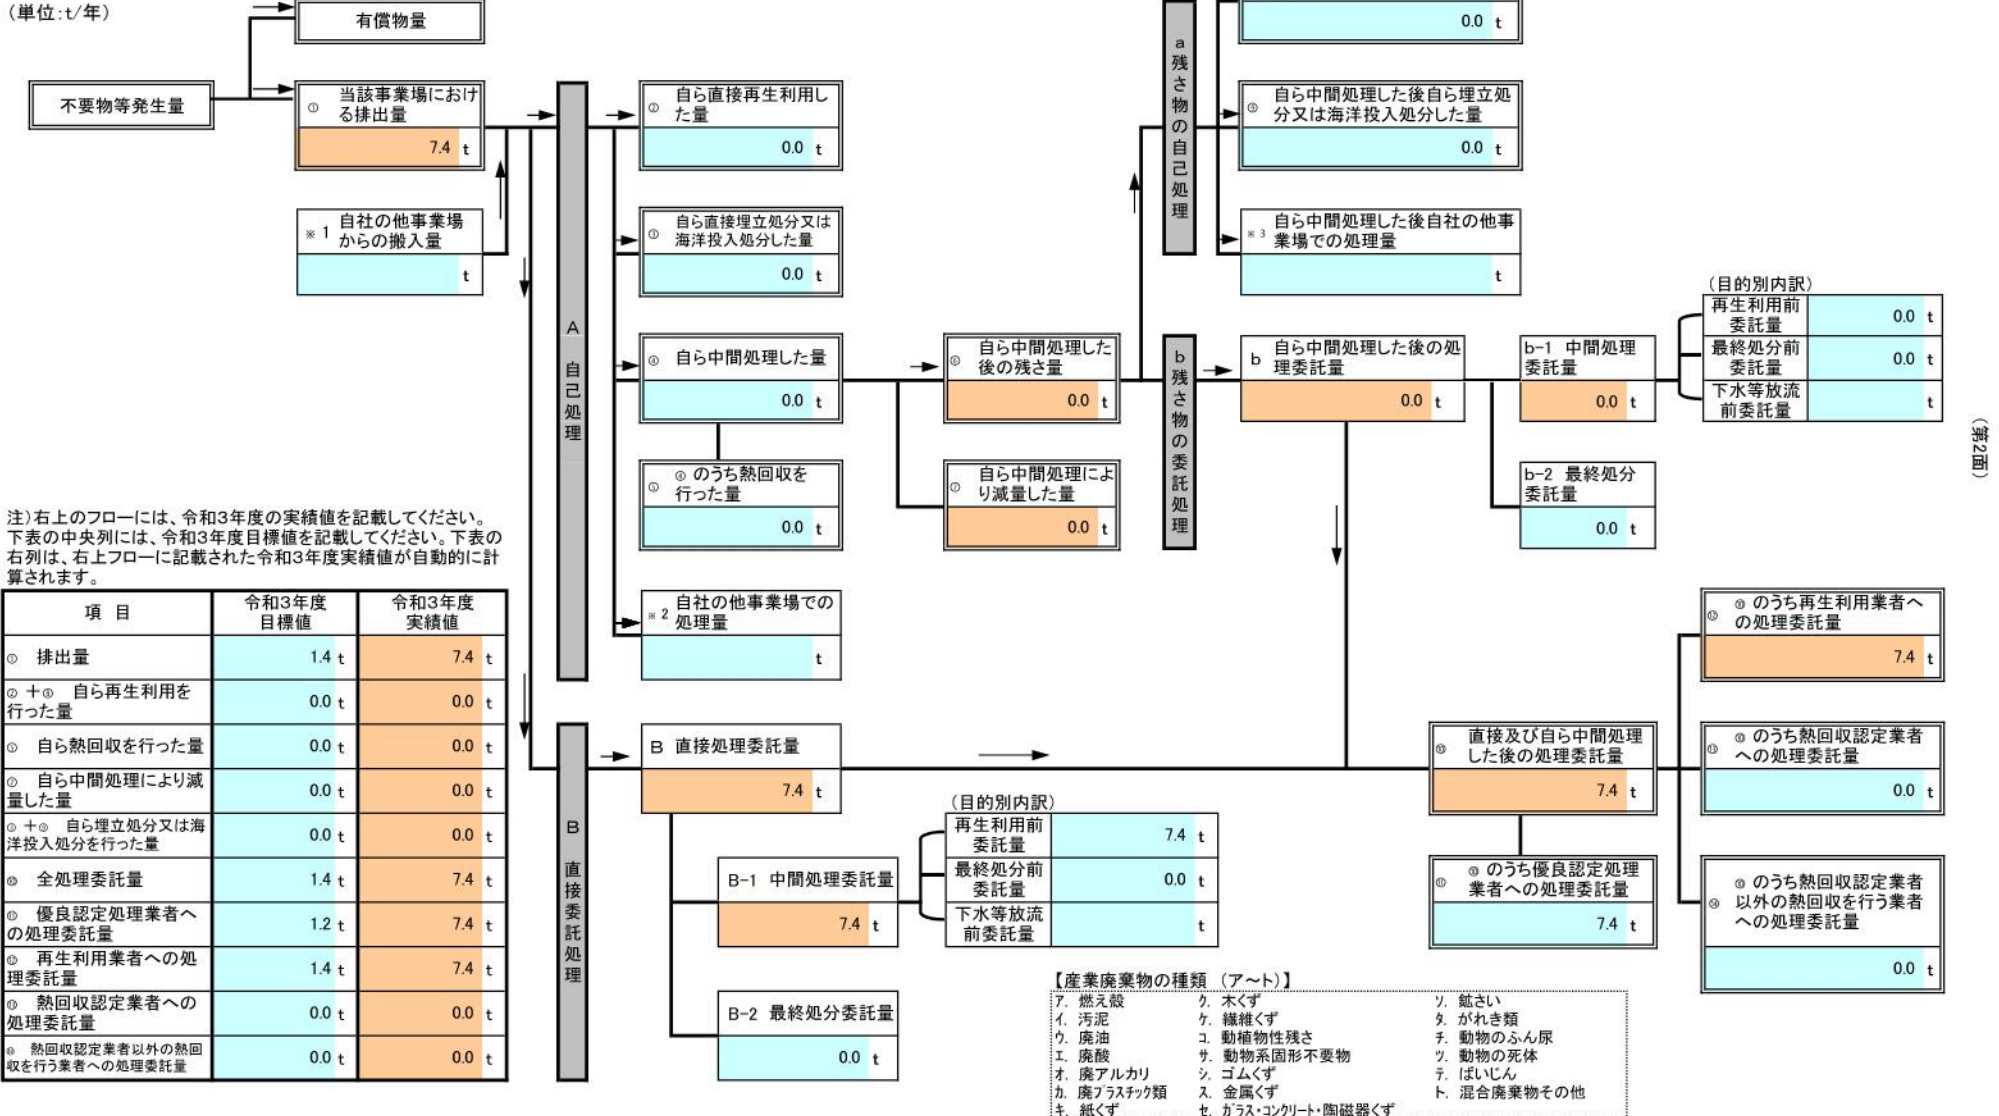 (単位:t/年)
有償物量
不要物等発生量
① 当該事業場におけ
る排出量
7.4 t
※1 自社の他事業場
からの搬入量
t
A 自己処理
② 自ら直接再生利用し
た量
0.0 t
③ 自ら直接埋立処分又は
海洋投入処分した量
0.0 t
④ 自ら中間処理した量
0.0 t
⑤ ④のうち熱回収を
行った量
0.0 t
※2 自社の他事業場での
処理量
t
⑥ 自ら中間処理した
後の残さ量
0.0 t
⑦ 自ら中間処理によ
り減量した量
0.0 t
a 残さ物の自己処理
0.0 t
⑨ 自ら中間処理した後自ら埋立処
分又は海洋投入処分した量
0.0 t
※3 自ら中間処理した後自社の他事
業場での処理量
t
b 残さ物の委託処理
b 自ら中間処理した後の処
理委託量
0.0 t
b-1 中間処理
委託量
0.0 t
(目的別内訳)
再生利用前
委託量
0.0 t
最終処分前
委託量
0.0 t
下水等放流
前委託量
t
b-2 最終処分
委託量
0.0 t
(第2面)
注)右上のフローには、令和3年度の実績値を記載してください。
下表の中央列には、令和3年度目標値を記載してください。下表の
右列は、右上フローに記載された令和3年度実績値が自動的に計
算されます。
項 目 令和3年度 目標値 令和3年度 実績値
① 排出量 1.4 t 7.4 t
②+⑧ 自ら再生利用を
行った量 0.0 t 0.0 t
⑤ 自ら熱回収を行った量 0.0 t 0.0 t
⑦ 自ら中間処理により減
量した量 0.0 t 0.0 t
③+⑨ 自ら埋立処分又は海
洋投入処分を行った量 0.0 t 0.0 t
⑩ 全処理委託量 1.4 t 7.4 t
⑪ 優良認定処理業者へ
の処理委託量 1.2 t 7.4 t
⑫ 再生利用業者への処
理委託量 1.4 t 7.4 t
⑬ 熱回収認定業者への
処理委託量 0.0 t 0.0 t
⑭ 熱回収認定業者以外の熱回
収を行う業者への処理委託量 0.0 t 0.0 t
B 直接委託処理
B 直接処理委託量
7.4 t
B-1 中間処理委託量
7.4 t
(目的別内訳)
再生利用前
委託量
7.4 t
最終処分前
委託量
0.0 t
下水等放流
前委託量
t
B-2 最終処分委託量
0.0 t
⑩ 直接及び自ら中間処理
した後の処理委託量
7.4 t
⑪ ⑩のうち優良認定処理
業者への処理委託量
7.4 t
⑫ ⑩のうち再生利用業者へ
の処理委託量
7.4 t
⑬ ⑩のうち熱回収認定業者
への処理委託量
0.0 t
⑭ ⑩のうち熱回収認定業者
以外の熱回収を行う業者
への処理委託量
0.0 t
【産業廃棄物の種類 (ア~ト)】
ア. 燃え殻 ク. 木くず ソ. 鉱さい
イ. 汚泥 ケ. 繊維くず タ. がれき類
ウ. 廃油 コ. 動植物性残さ チ. 動物のふん尿
エ. 廃酸 サ. 動物系固形不要物 ツ. 動物の死体
オ. 廃アルカリ シ. ゴムくず テ. ばいじん
カ. 廃プラスチック類 ス. 金属くず ト. 混合廃棄物その他
キ. 紙くず セ. ガラス・コンクリート・陶磁器くず